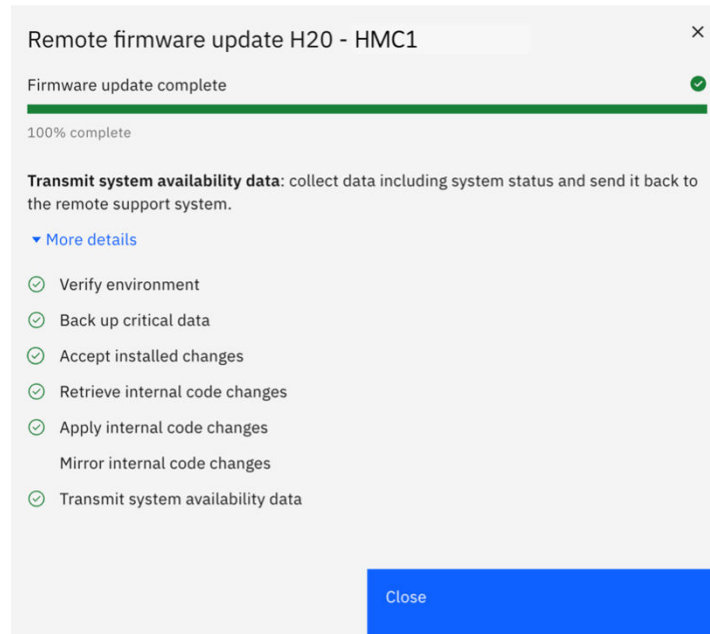 Remote firmware update H20 - HMC1
Firmware update complete
100% complete
Transmit system availability data: collect data including system status and send it back to
the remote support system.
More details
Verify environment
Back up critical data
Accept installed changes
Retrieve internal code changes
Apply internal code changes
Mirror internal code changes
Transmit system availability data
Close